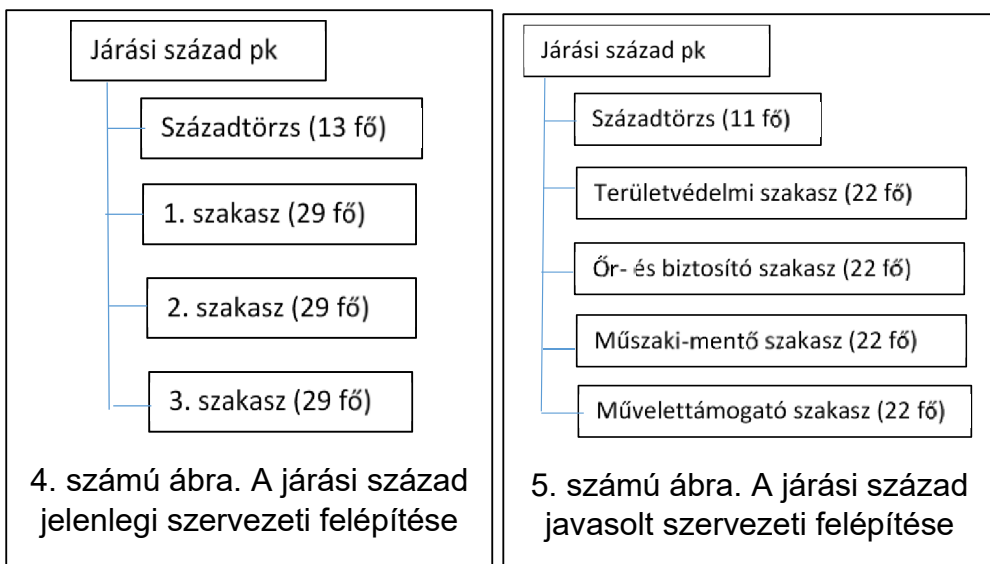 Járási század pk
Századtörzs (13 fő)
1. szakasz (29 fő)
2. szakasz (29 fő)
3. szakasz (29 fő)
4. számú ábra. A járási század
jelenlegi szervezeti felépítése
Járási század pk
Századtörzs (11 fő)
Területvédelmi szakasz (22 fő)
Őr- és biztosító szakasz (22 fő)
Műszaki-mentő szakasz (22 fő)
Művelettámogató szakasz (22 fő)
5. számú ábra. A járási század
javasolt szervezeti felépítése